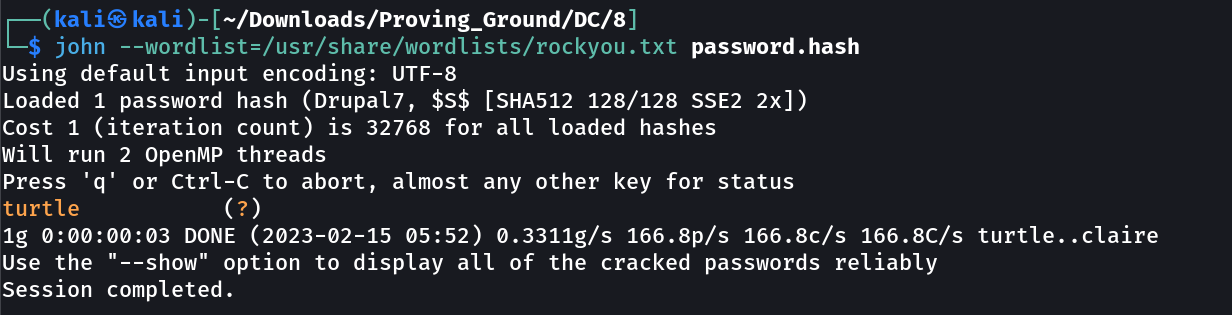 ┌──(kali㉿kali)-[~/Downloads/Proving_Ground/DC/8]
└─$ john --wordlist=/usr/share/wordlists/rockyou.txt password.hash
Using default input encoding: UTF-8
Loaded 1 password hash (Drupal7, $S$ [SHA512 128/128 SSE2 2x])
Cost 1 (iteration count) is 32768 for all loaded hashes
Will run 2 OpenMP threads
Press 'q' or Ctrl-C to abort, almost any other key for status
turtle           (?)
1g 0:00:00:03 DONE (2023-02-15 05:52) 0.3311g/s 166.8p/s 166.8c/s 166.8C/s turtle..claire
Use the "--show" option to display all of the cracked passwords reliably
Session completed.